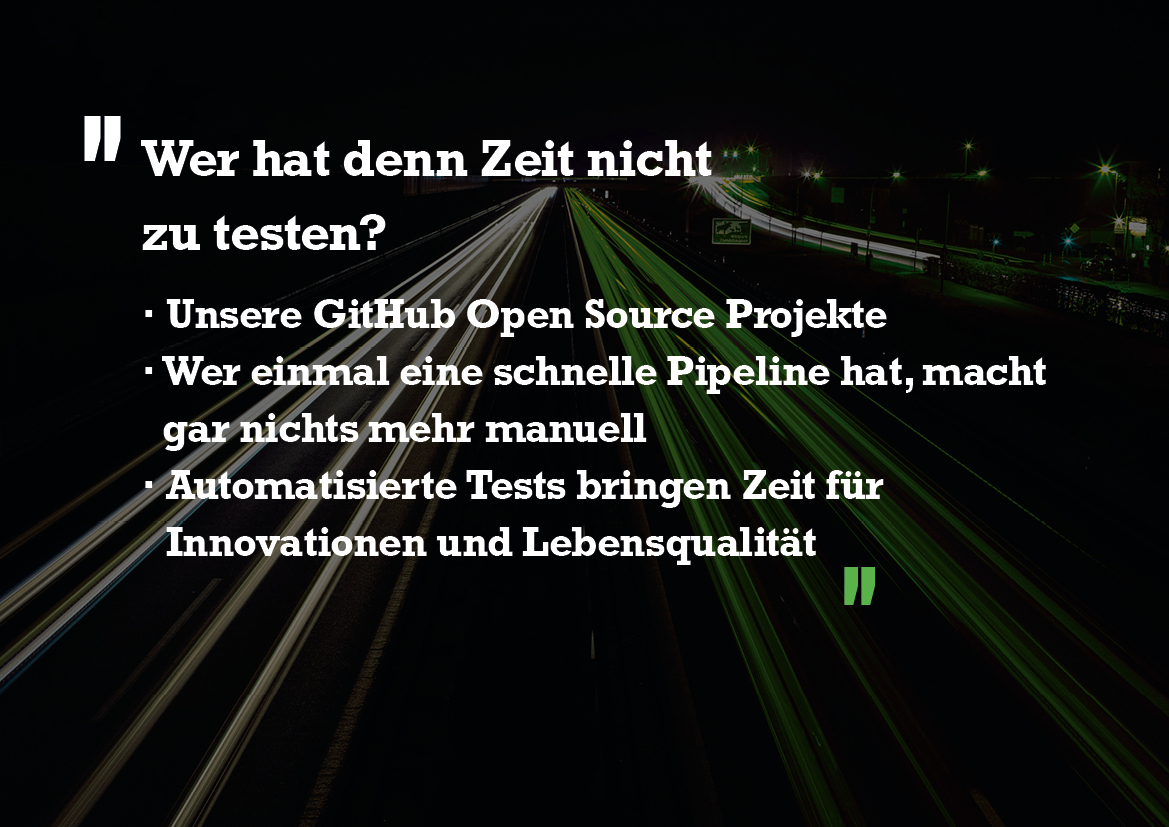 " Wer hat denn Zeit nicht
zu testen?
· Unsere GitHub Open Source Projekte
· Wer einmal eine schnelle Pipeline hat, macht
gar nichts mehr manuell
· Automatisierte Tests bringen Zeit für
Innovationen und Lebensqualität
"